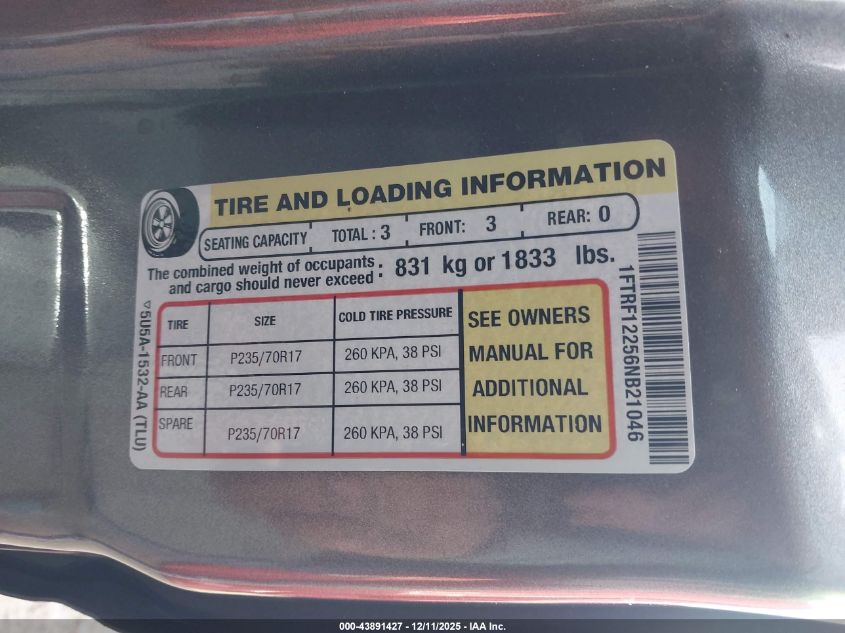 TIRE AND LOADING INFORMATION
SEATING CAPACITY TOTAL : 3 FRONT: 3 REAR: 0
The combined weight of occupants
and cargo should never exceed : 831 kg or 1833 lbs.
TIRE SIZE COLD TIRE PRESSURE
FRONT P235/70R17 260 KPA, 38 PSI
REAR P235/70R17 260 KPA, 38 PSI
SPARE P235/70R17 260 KPA, 38 PSI
SEE OWNERS
MANUAL FOR
ADDITIONAL
INFORMATION
5U5A-1532-AA (TLU)
1FTRF12256NB21046
000-43891427 - 12/11/2025 - IAA Inc.